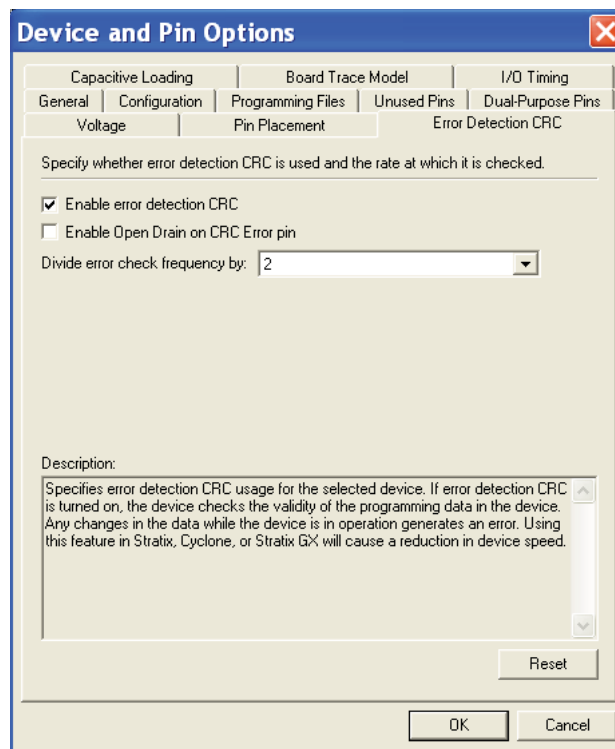 Device and Pin Options
Capacitive Loading Board Trace Model I/O Timing
General Configuration Programming Files Unused Pins Dual-Purpose Pins
Voltage Pin Placement Error Detection CRC
Specify whether error detection CRC is used and the rate at which it is checked.
Enable error detection CRC
Enable Open Drain on CRC Error pin
Divide error check frequency by: 2
Description:
Specifies error detection CRC usage for the selected device. If error detection CRC
is turned on, the device checks the validity of the programming data in the device.
Any changes in the data while the device is in operation generates an error. Using
this feature in Stratix, Cyclone, or Stratix GX will cause a reduction in device speed.
Reset
OK Cancel